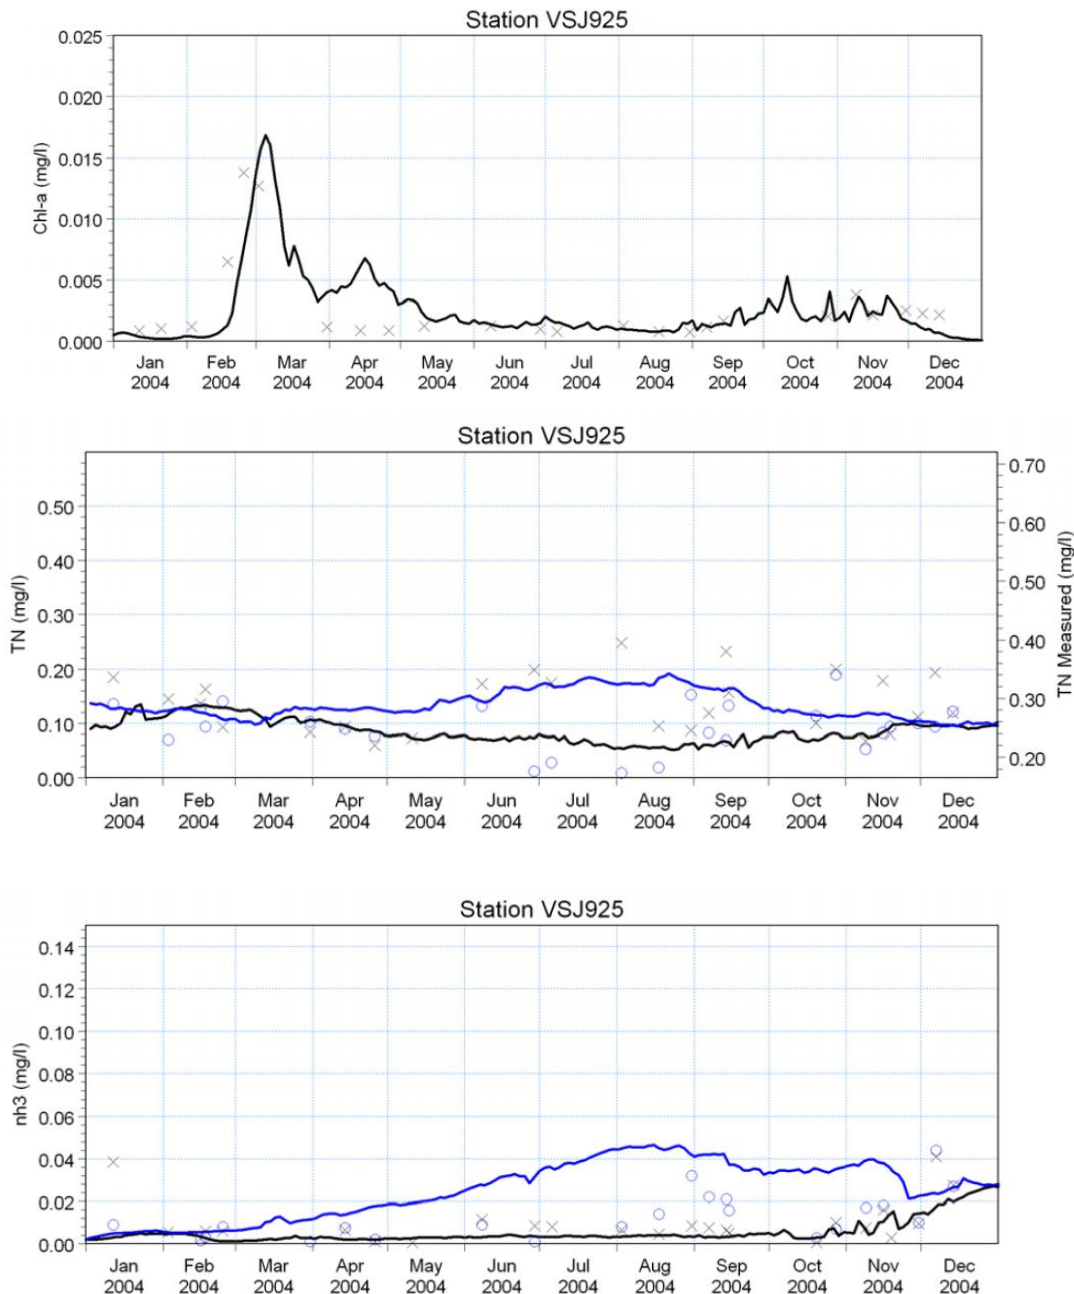 Station VSJ925
Chl-a (mg/l)
0.025
0.020
0.015
0.010
0.005
0.000
Jan Feb Mar Apr May Jun Jul Aug Sep Oct Nov Dec
2004 2004 2004 2004 2004 2004 2004 2004 2004 2004 2004 2004
Station VSJ925
TN (mg/l)
0.50
0.40
0.30
0.20
0.10
0.00
0.70
0.60
0.50
0.40
0.30
0.20
TN Measured (mg/l)
Jan Feb Mar Apr May Jun Jul Aug Sep Oct Nov Dec
2004 2004 2004 2004 2004 2004 2004 2004 2004 2004 2004 2004
Station VSJ925
nh3 (mg/l)
0.14
0.12
0.10
0.08
0.06
0.04
0.02
0.00
Jan Feb Mar Apr May Jun Jul Aug Sep Oct Nov Dec
2004 2004 2004 2004 2004 2004 2004 2004 2004 2004 2004 2004